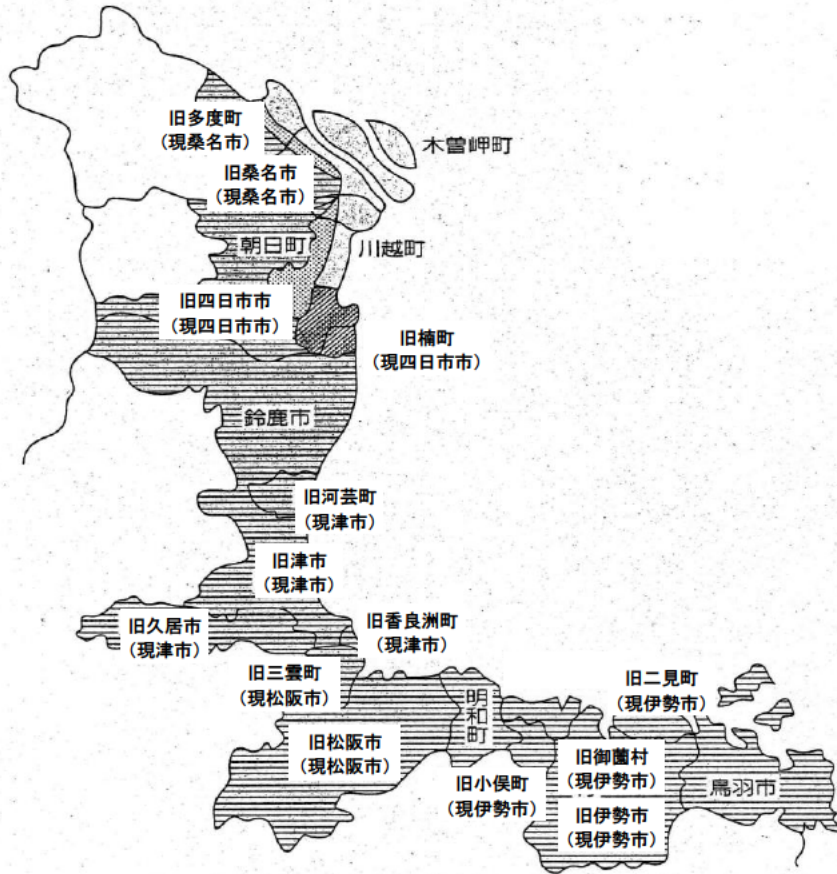 旧多度町
(現桑名市)
木曽岬町
旧桑名市
(現桑名市)
朝日町
川越町
旧四日市市
(現四日市市)
旧楠町
(現四日市市)
鈴鹿市
旧河芸町
(現津市)
旧津市
(現津市)
旧久居市
(現津市)
旧香良洲町
(現津市)
旧三雲町
(現松阪市)
旧二見町
(現伊勢市)
明和町
旧松阪市
(現松阪市)
旧小俣町
(現伊勢市)
旧御薗村
(現伊勢市)
鳥羽市
旧伊勢市
(現伊勢市)